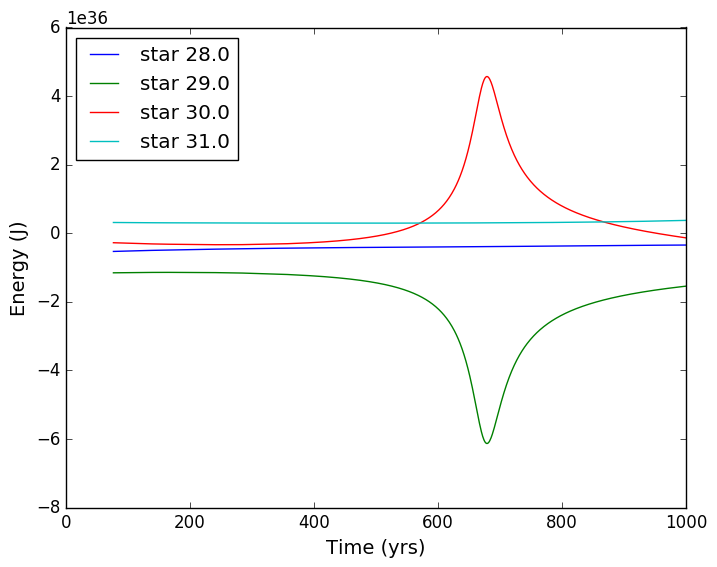 1e36
6
4
2
0
−2
−4
−6
−8
Energy (J)
star 28.0
star 29.0
star 30.0
star 31.0
0 200 400 600 800 1000
Time (yrs)